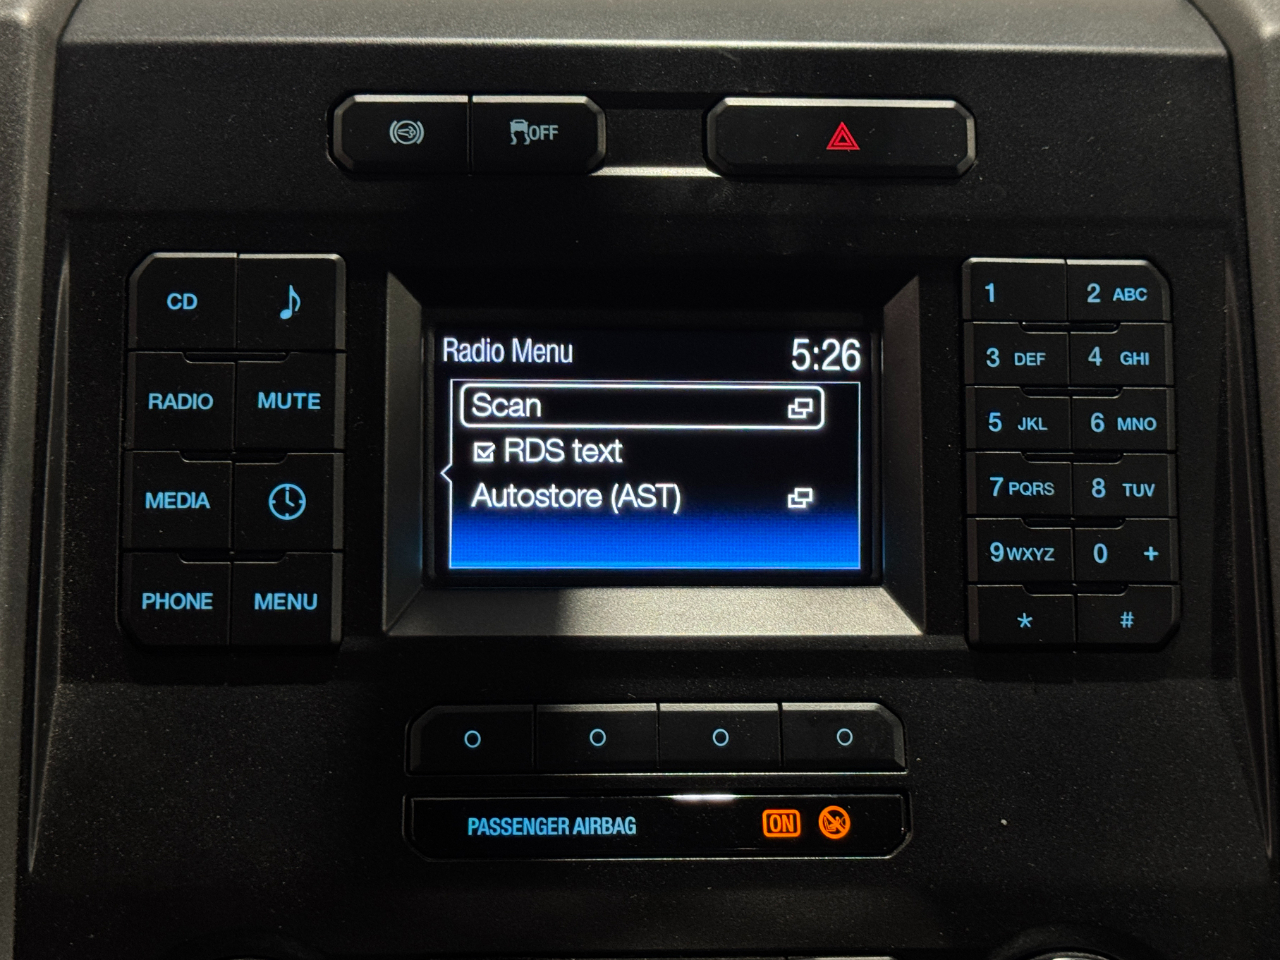 OFF
CD
RADIO MUTE
MEDIA
PHONE MENU
Radio Menu 5:26
Scan
RDS text
Autostore (AST)
1 2 ABC
3 DEF 4 GHI
5 JKL 6 MNO
7 PQRS 8 TUV
9 WXYZ 0 +
* #
PASSENGER AIRBAG ON